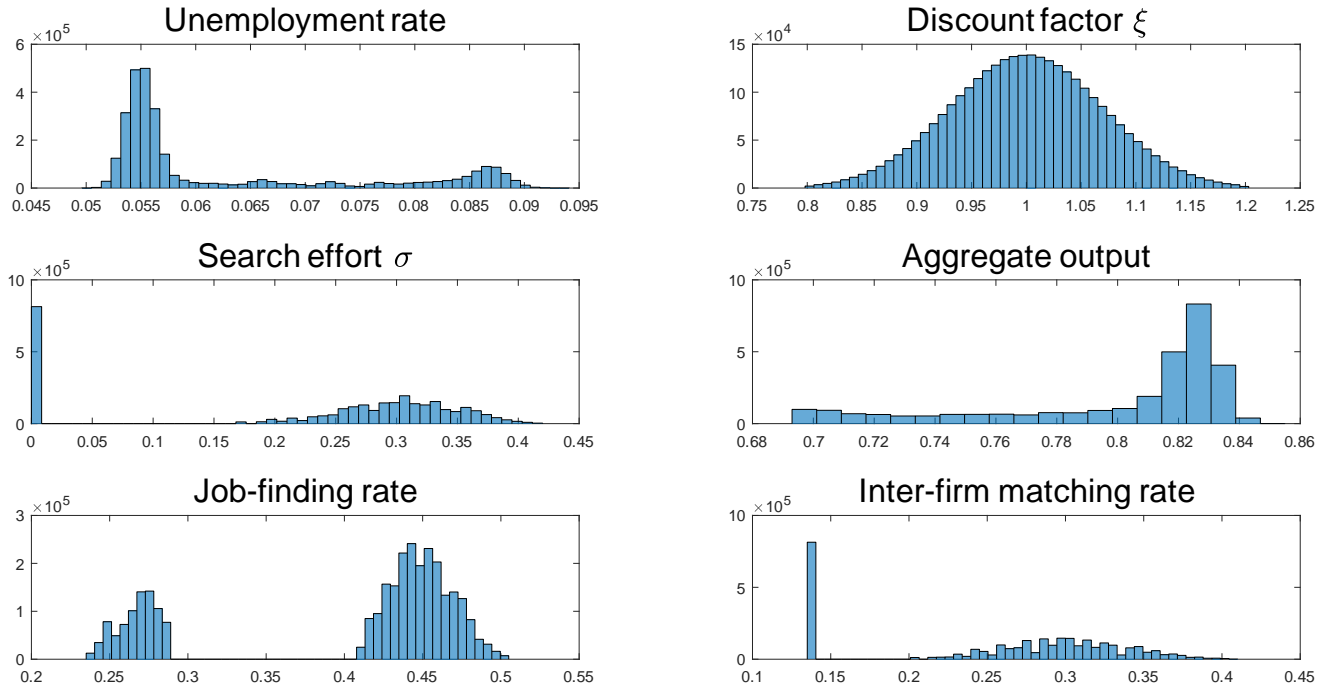 Unemployment rate
×10^5
6
4
2
0
0.045 0.05 0.055 0.06 0.065 0.07 0.075 0.08 0.085 0.09 0.095
Discount factor ξ
×10^4
15
10
5
0
0.75 0.8 0.85 0.9 0.95 1 1.05 1.1 1.15 1.2 1.25
Search effort σ
×10^5
10
5
0
0 0.05 0.1 0.15 0.2 0.25 0.3 0.35 0.4 0.45
Aggregate output
×10^5
10
5
0
0.68 0.7 0.72 0.74 0.76 0.78 0.8 0.82 0.84 0.86
Job-finding rate
×10^5
3
2
1
0
0.2 0.25 0.3 0.35 0.4 0.45 0.5 0.55
Inter-firm matching rate
×10^5
10
5
0
0.1 0.15 0.2 0.25 0.3 0.35 0.4 0.45